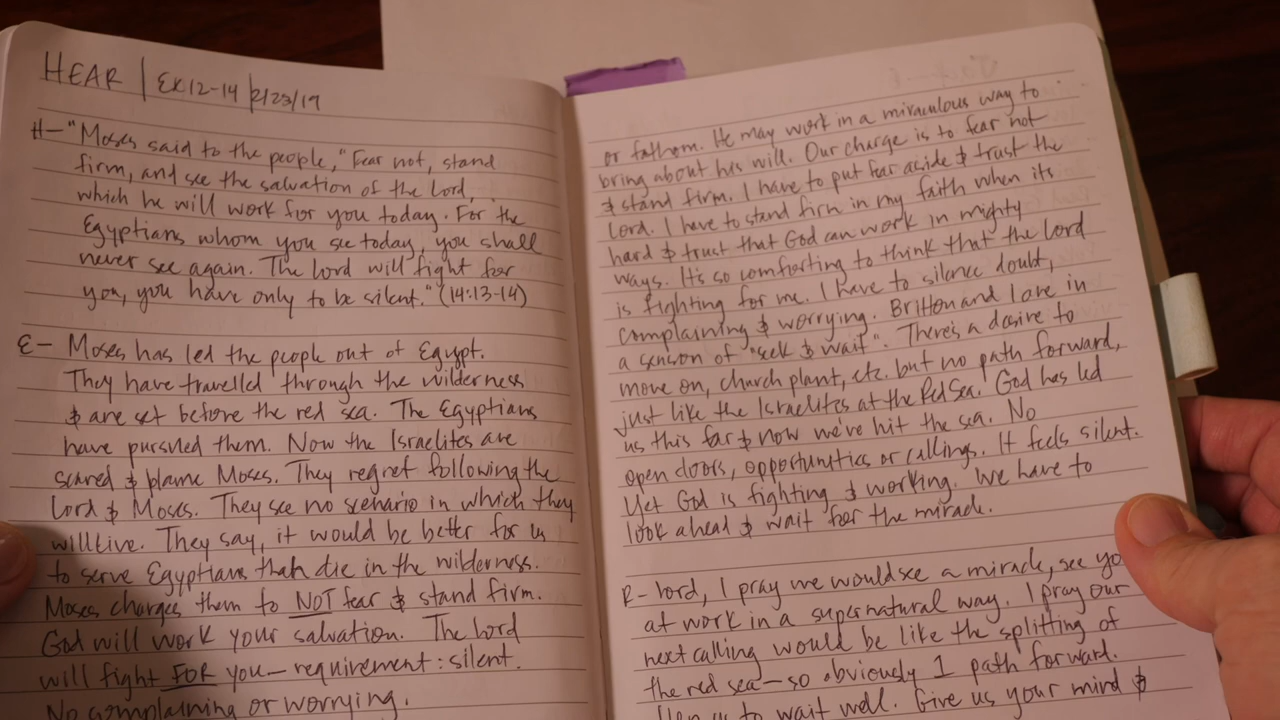 HEAR | EX 12-14 | 2/23/19
H- "Moses said to the people, "Fear not, stand
firm, and see the salvation of the Lord,
which he will work for you today. For the
Egyptians whom you see today, you shall
never see again. The Lord will fight for
you, you have only to be silent." (14:13-14)
E- Moses has led the people out of Egypt.
They have travelled through the wilderness
& are set before the red sea. The Egyptians
have pursued them. Now the Israelites are
scared & blame Moses. They regret following the
Lord & Moses. They see no scenario in which they
will live. They say, it would be better for us
to serve Egyptians than die in the wilderness.
Moses charges them to NOT fear & stand firm.
God will work your salvation. The Lord
will fight FOR you - requirement: silent.
No complaining or worrying.
or fathom. He may work in a miraculous way to
bring about his will. Our charge is to fear not
& stand firm. I have to put fear aside & trust the
Lord. I have to stand firm in my faith when its
hard & trust that God can work in mighty
ways. It's so comforting to think that the Lord
is fighting for me. I have to silence doubt,
complaining & worrying. Britton and I are in
a season of "seek & wait". There's a desire to
move on, church plant, etc. but no path forward,
just like the Israelites at the Red Sea. God has led
us this far & now we've hit the sea. No
open doors, opportunities or callings. It feels silent.
Yet God is fighting & working. We have to
look ahead & wait for the miracle.
R- Lord, I pray we would see a miracle, see yo
at work in a supernatural way. I pray our
next calling would be like the splitting of
the red sea - so obviously 1 path forward.
us to wait well. Give us your mind &